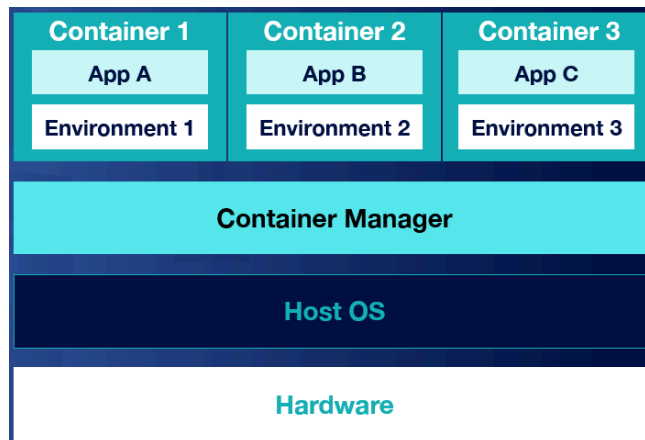 Container 1
Container 2
Container 3
App A
App B
App C
Environment 1
Environment 2
Environment 3
Container Manager
Host OS
Hardware